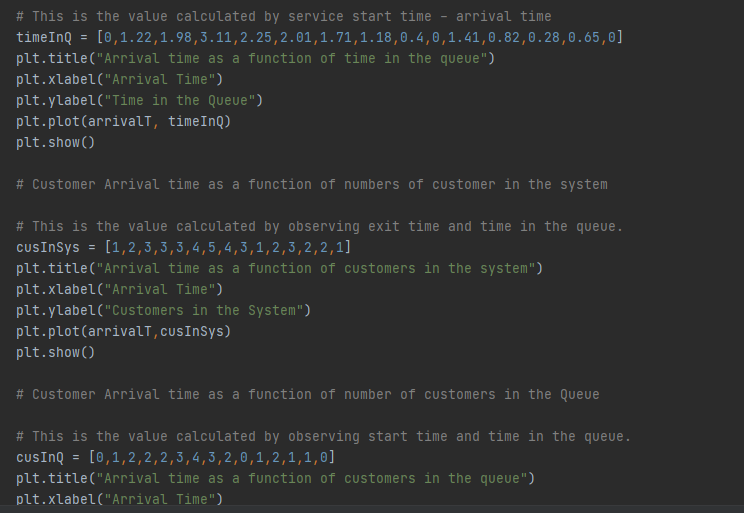 # This is the value calculated by service start time – arrival time
timeInQ = [0,1.22,1.98,3.11,2.25,2.01,1.71,1.18,0.4,0,1.41,0.82,0.28,0.65,0]
plt.title("Arrival time as a function of time in the queue")
plt.xlabel("Arrival Time")
plt.ylabel("Time in the Queue")
plt.plot(arrivalT, timeInQ)
plt.show()
# Customer Arrival time as a function of numbers of customer in the system
# This is the value calculated by observing exit time and time in the queue.
cusInSys = [1,2,3,3,3,4,5,4,3,1,2,3,2,2,1]
plt.title("Arrival time as a function of customers in the system")
plt.xlabel("Arrival Time")
plt.ylabel("Customers in the System")
plt.plot(arrivalT,cusInSys)
plt.show()
# Customer Arrival time as a function of number of customers in the Queue
# This is the value calculated by observing start time and time in the queue.
cusInQ = [0,1,2,2,2,3,4,3,2,0,1,2,1,1,0]
plt.title("Arrival time as a function of customers in the queue")
plt.xlabel("Arrival Time")